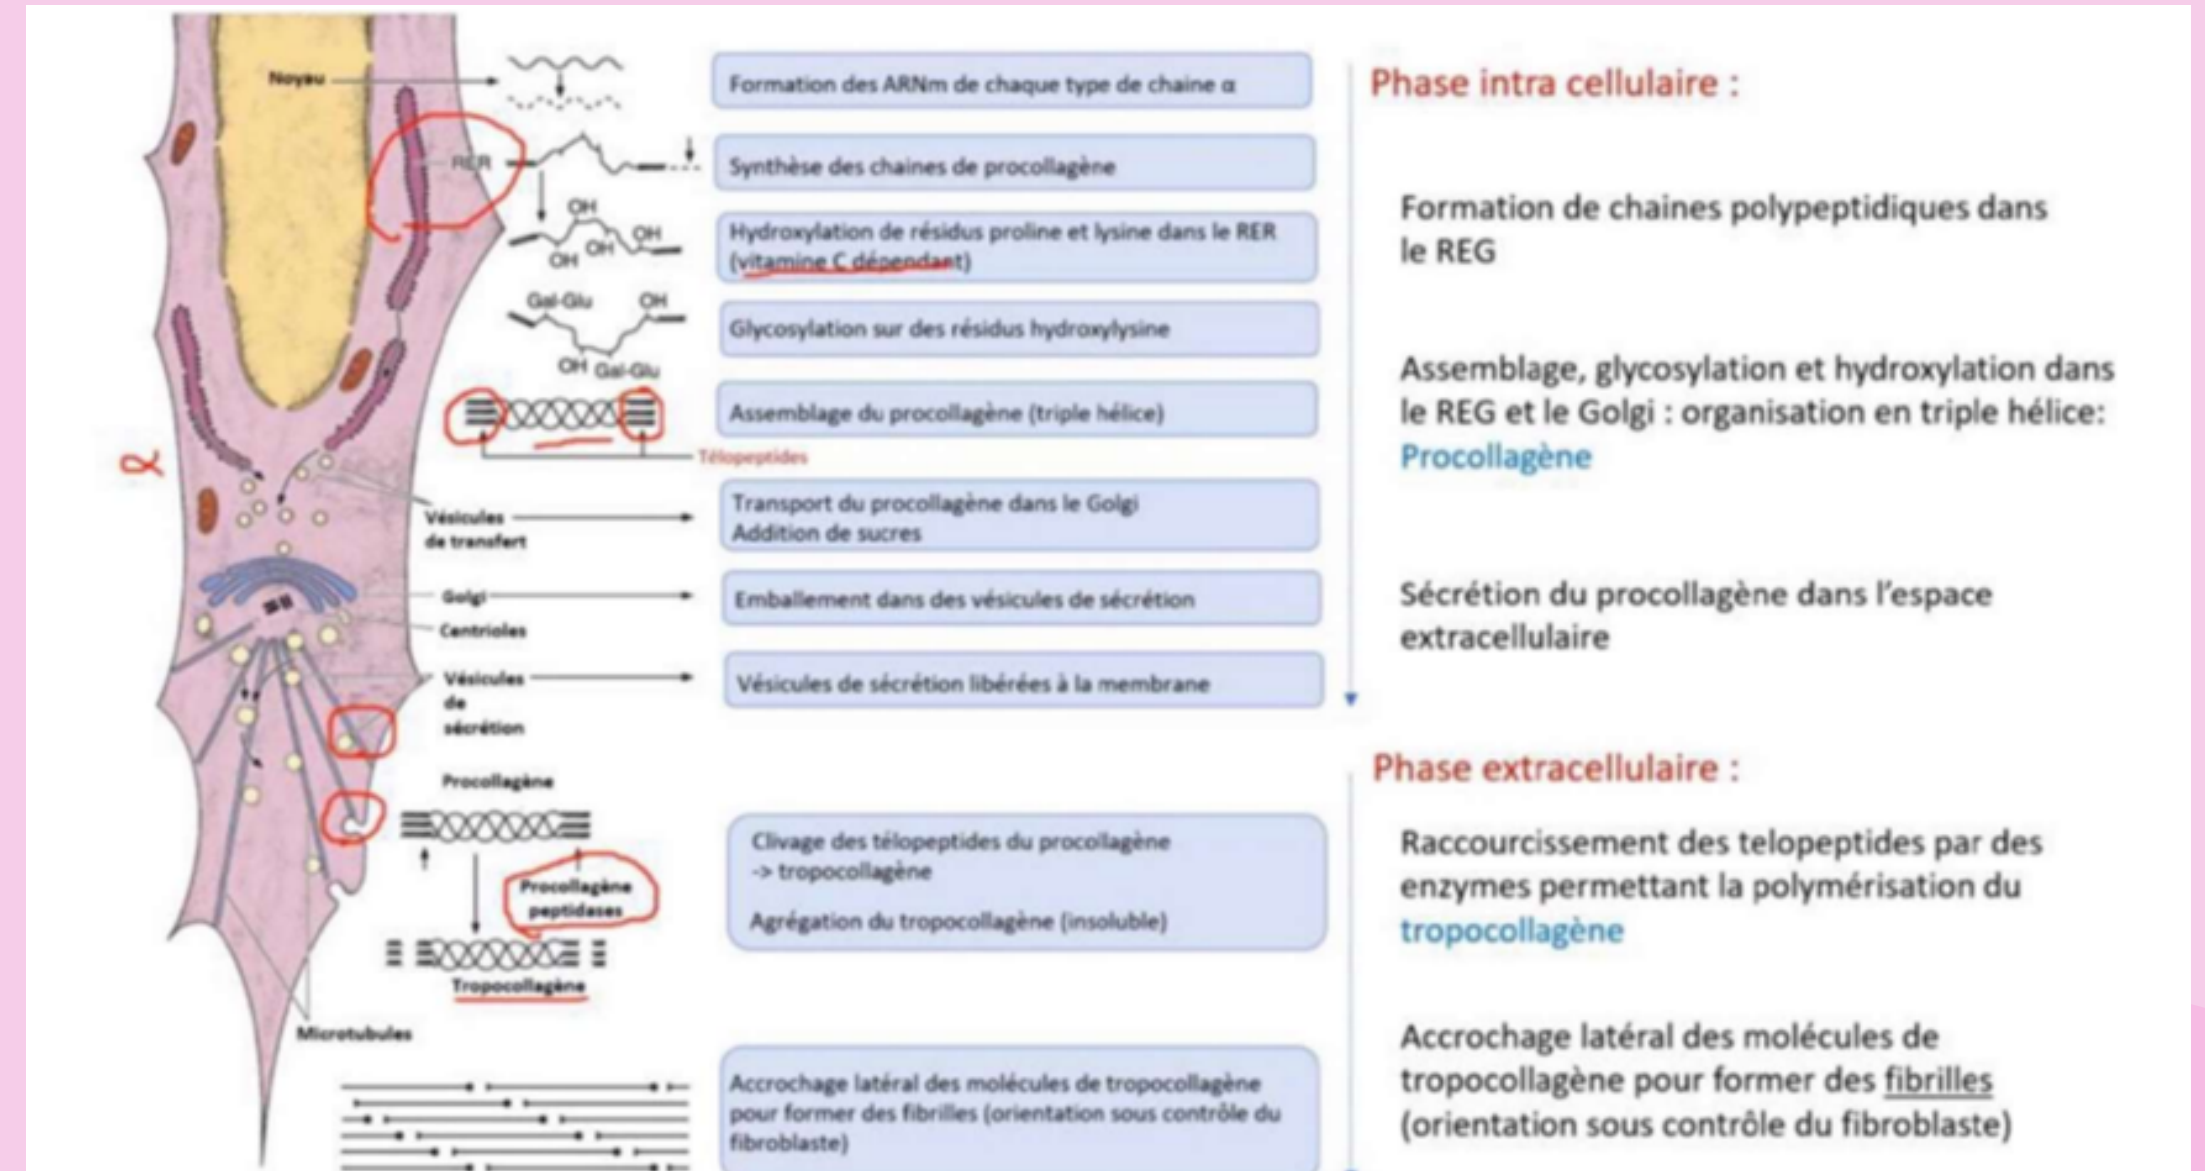 Noyau
RER
OH
OH
OH
OH
Gal-Glu
OH
OH
Gal-Glu
Télopeptides
Vésicules
de transfert
Golgi
Centrioles
Vésicules
de
sécrétion
Procollagène
Procollagène
peptidases
Tropocollagène
Microtubules
Formation des ARNm de chaque type de chaine α
Synthèse des chaines de procollagène
Hydroxylation de résidus proline et lysine dans le RER
(vitamine C dépendant)
Glycosylation sur des résidus hydroxylysine
Assemblage du procollagène (triple hélice)
Transport du procollagène dans le Golgi
Addition de sucres
Emballement dans des vésicules de sécrétion
Vésicules de sécrétion libérées à la membrane
Clivage des télopeptides du procollagène
-> tropocollagène
Agrégation du tropocollagène (insoluble)
Accrochage latéral des molécules de tropocollagène
pour former des fibrilles (orientation sous contrôle du
fibroblaste)
Phase intra cellulaire :
Formation de chaines polypeptidiques dans
le REG
Assemblage, glycosylation et hydroxylation dans
le REG et le Golgi : organisation en triple hélice:
Procollagène
Sécrétion du procollagène dans l'espace
extracellulaire
Phase extracellulaire :
Raccourcissement des telopeptides par des
enzymes permettant la polymérisation du
tropocollagène
Accrochage latéral des molécules de
tropocollagène pour former des fibrilles
(orientation sous contrôle du fibroblaste)